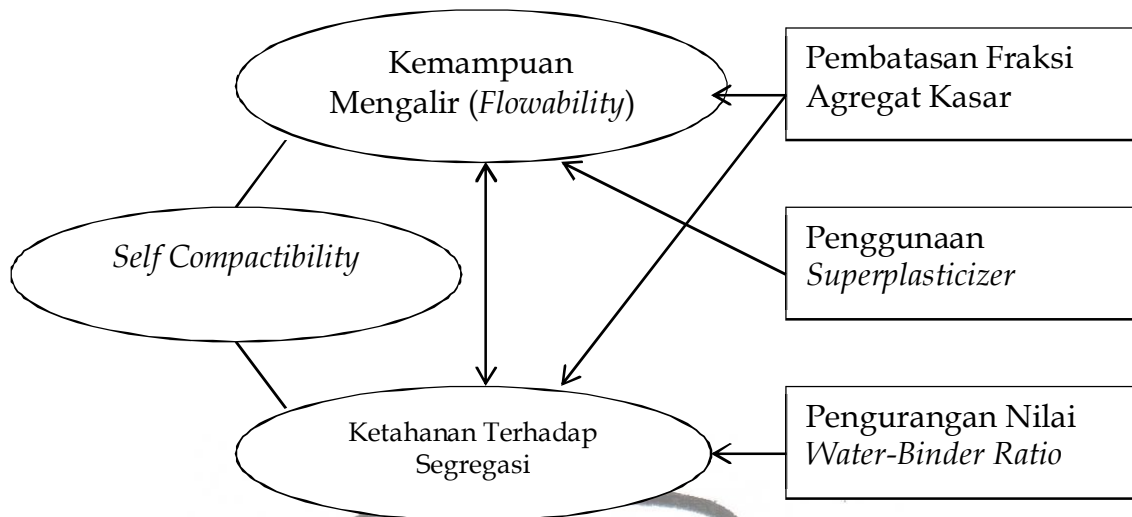 Kemampuan
Mengalir (Flowability)
Pembatasan Fraksi
Agregat Kasar
Self Compactibility
Penggunaan
Superplasticizer
Ketahanan Terhadap
Segregasi
Pengurangan Nilai
Water-Binder Ratio